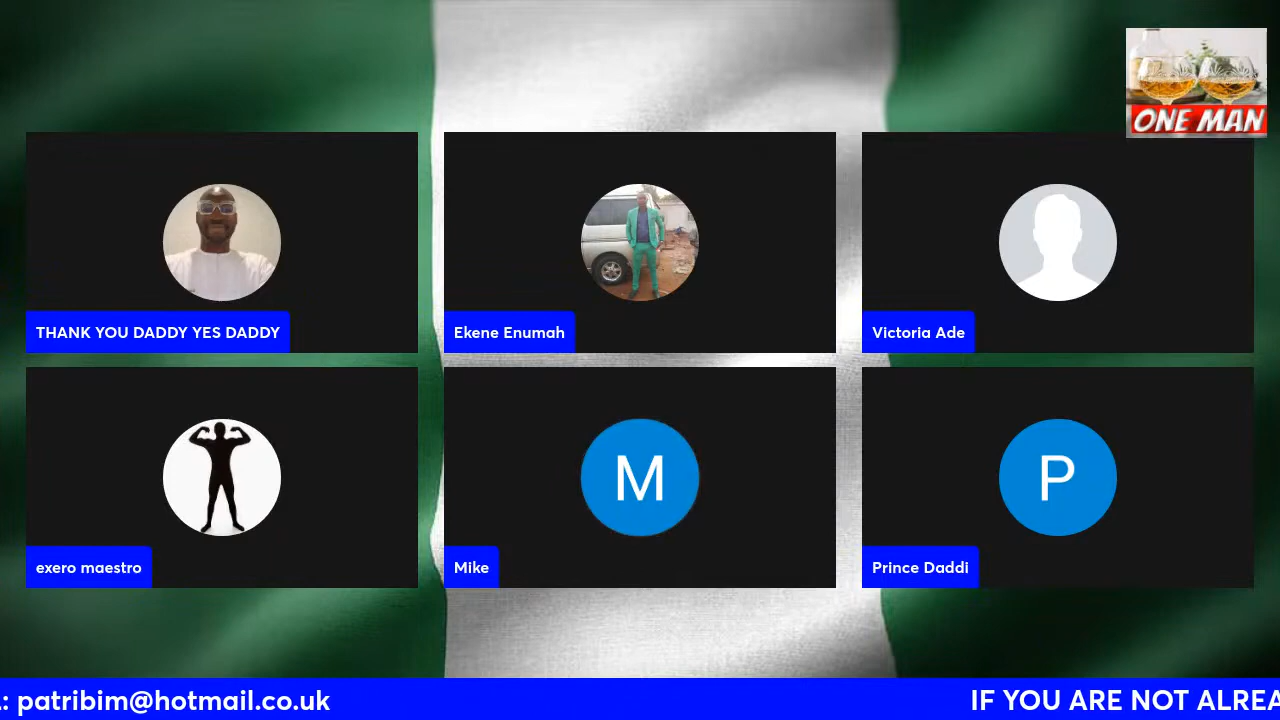 ONE MAN
THANK YOU DADDY YES DADDY
Ekene Enumah
Victoria Ade
exero maestro
M
Mike
P
Prince Daddi
: patribim@hotmail.co.uk
IF YOU ARE NOT ALREA